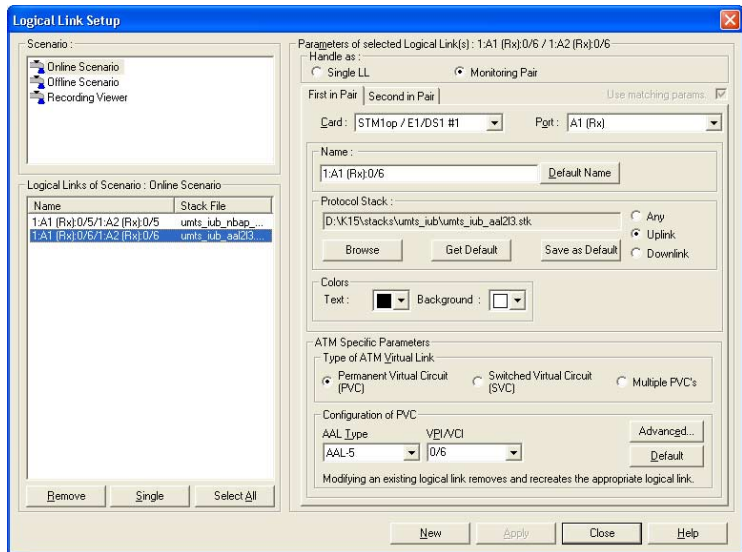 Logical Link Setup
Scenario :
Online Scenario
Offline Scenario
Recording Viewer
Logical Links of Scenario : Online Scenario
Name Stack File
1:A1 (Rx):0/5/1:A2 (Rx):0/5 umts_iub_nbap_...
1:A1 (Rx):0/6/1:A2 (Rx):0/6 umts_iub_aal2l3....
Remove Single Select All
Parameters of selected Logical Link(s) : 1:A1 (Rx):0/6 / 1:A2 (Rx):0/6
Handle as :
Single LL Monitoring Pair
First in Pair Second in Pair Use matching params.
Card : STM1op / E1/DS1 #1 Port : A1 (Rx)
Name :
1:A1 (Rx):0/6 Default Name
Protocol Stack :
D:\K15\stacks\umts_iub\umts_iub_aal2l3.stk
Any
Uplink
Downlink
Browse Get Default Save as Default
Colors
Text : Background :
ATM Specific Parameters
Type of ATM Virtual Link
Permanent Virtual Circuit (PVC)
Switched Virtual Circuit (SVC)
Multiple PVC's
Configuration of PVC
AAL Type VPI/VCI Advanced...
AAL-5 0/6 Default
Modifying an existing logical link removes and recreates the appropriate logical link.
New Apply Close Help